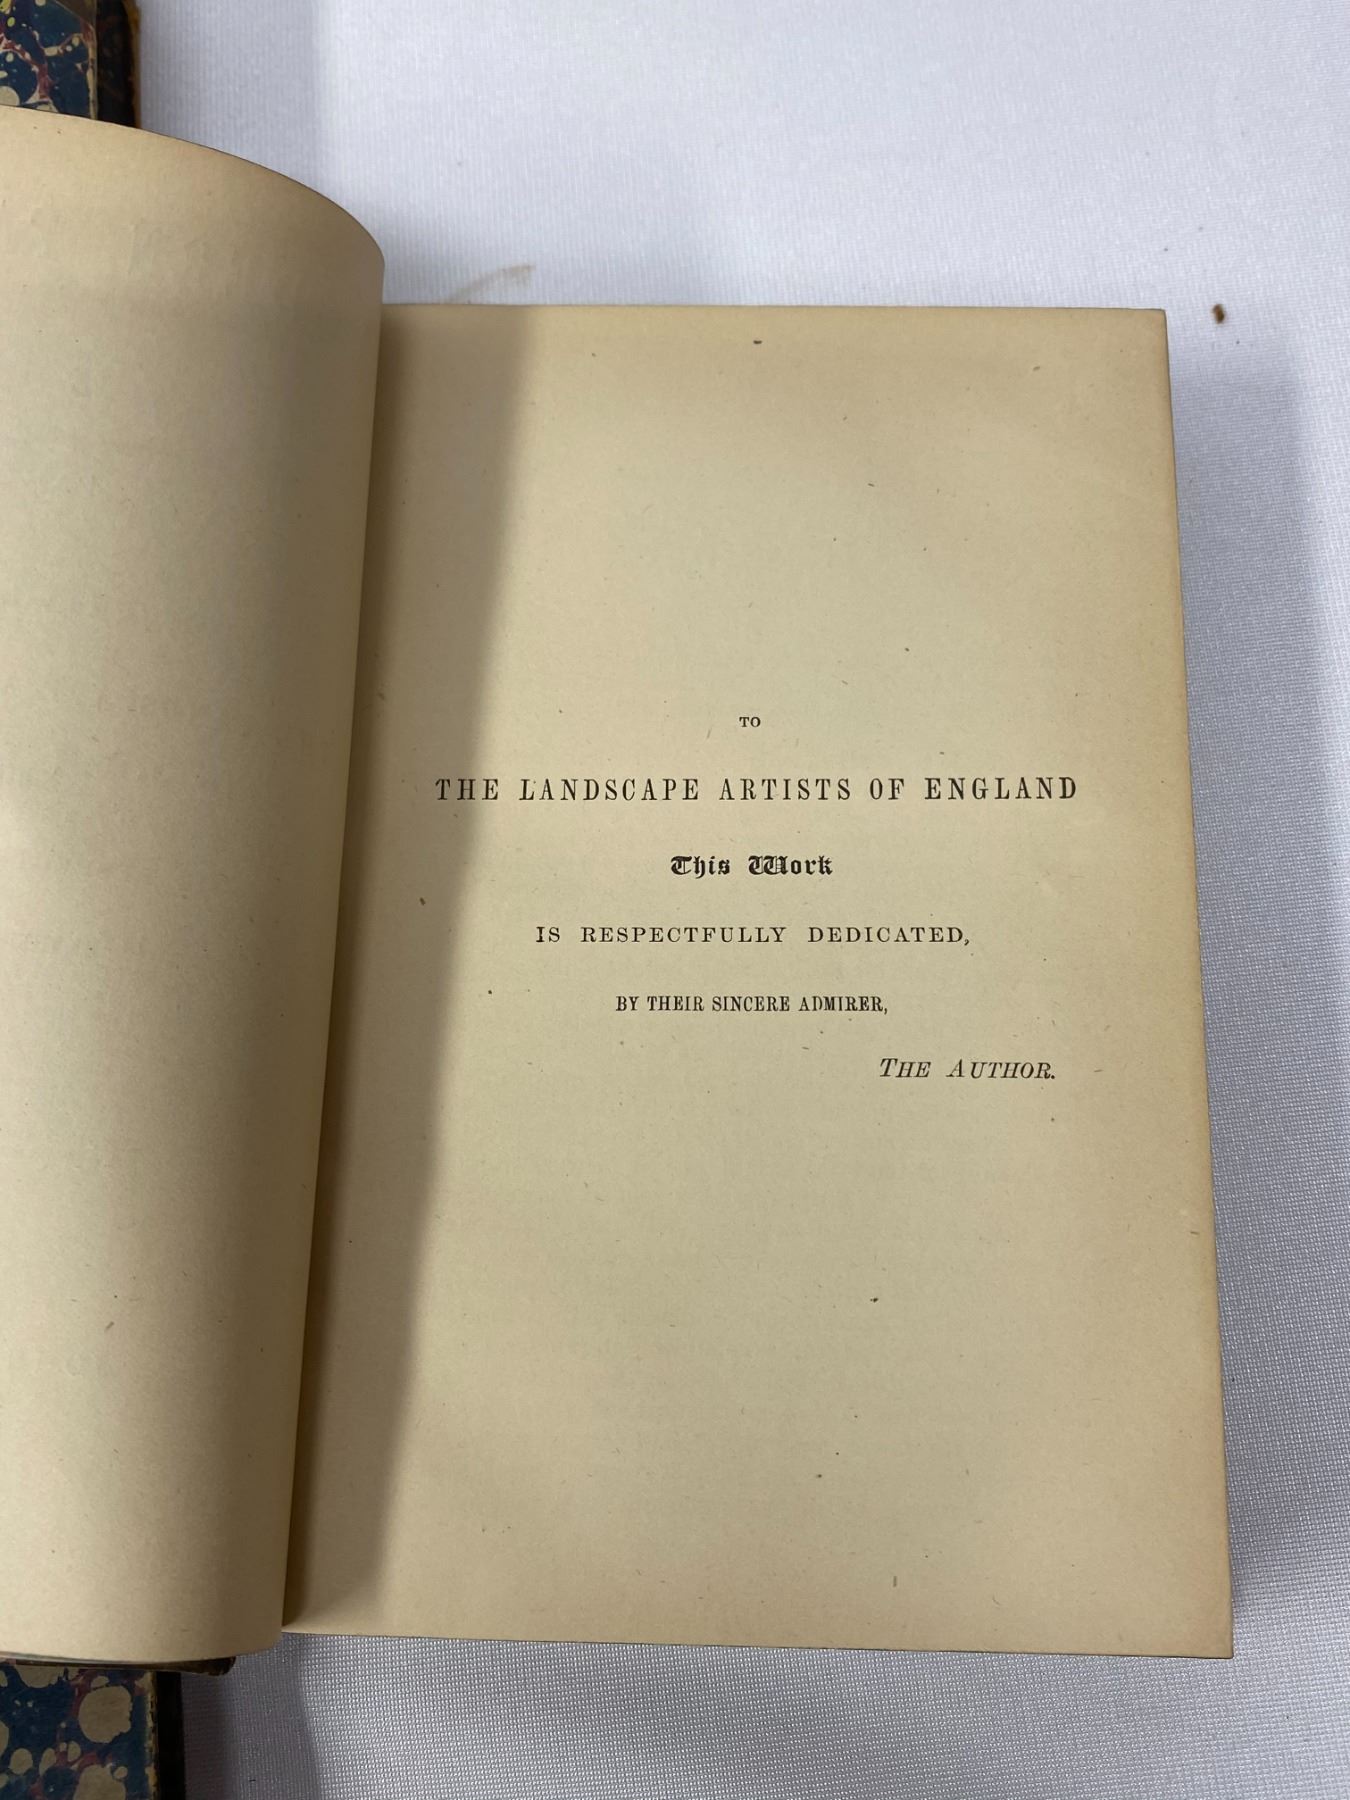 TO
THE LANDSCAPE ARTISTS OF ENGLAND
This Work
IS RESPECTFULLY DEDICATED,
BY THEIR SINCERE ADMIRER,
THE AUTHOR.